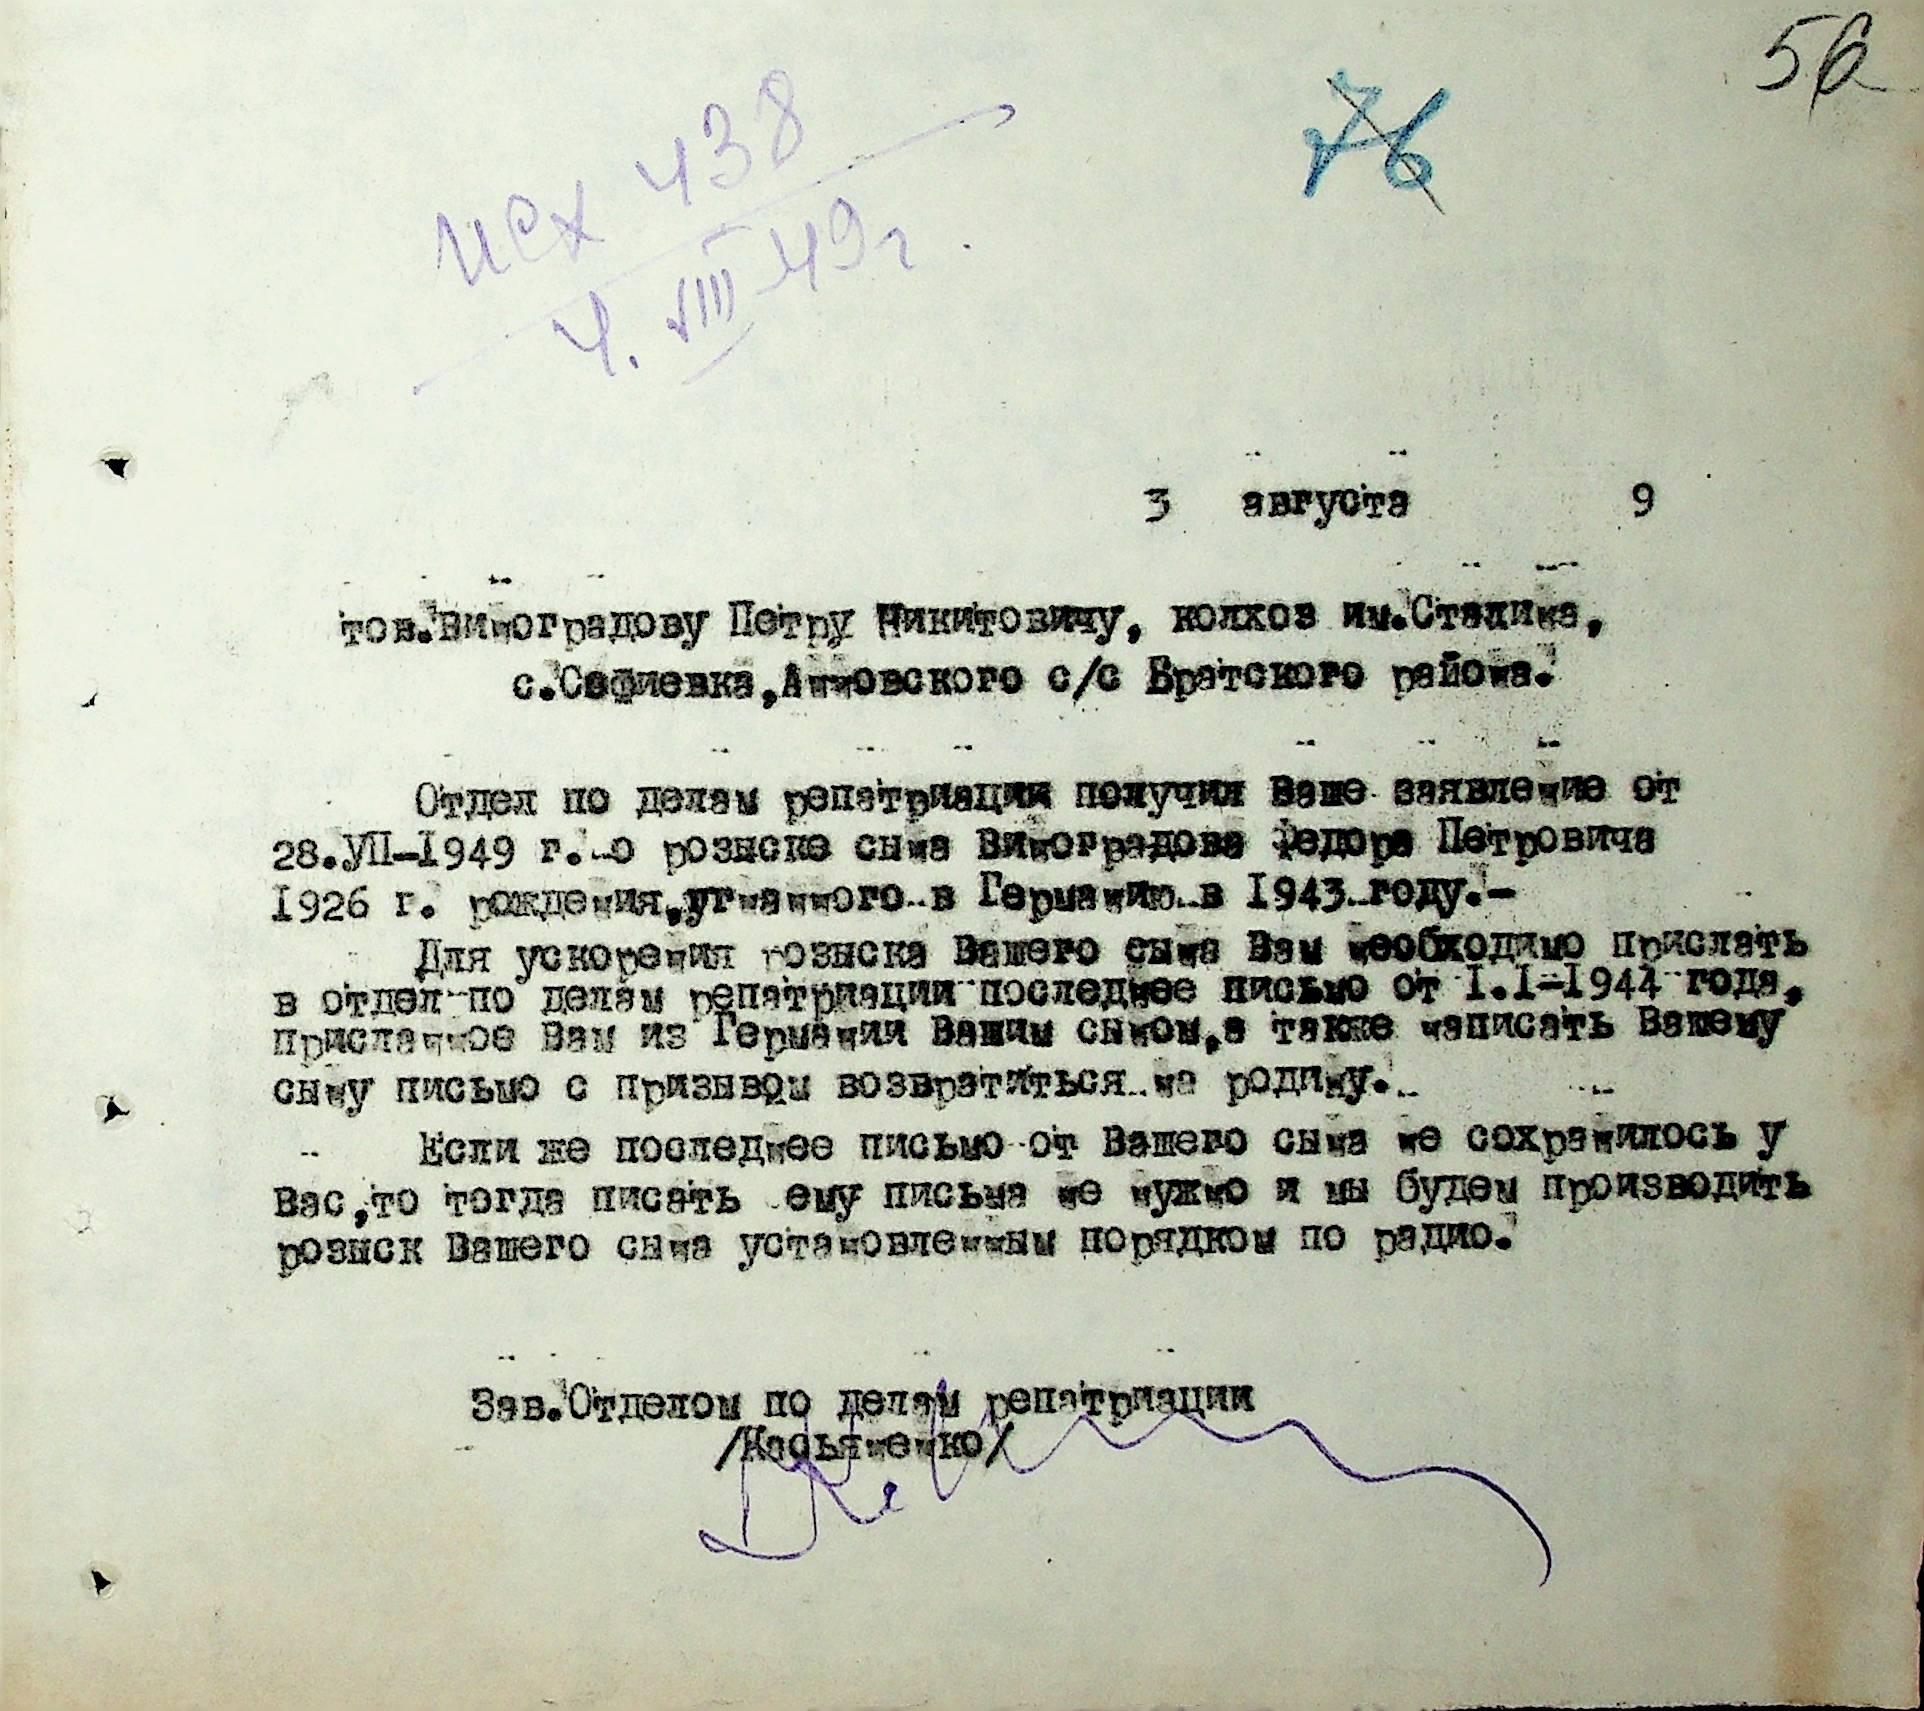 56
76
исх 438
4. VIII 49 г.
3 августа 9
тов.Виноградову Петру Никитовичу, колхоз им.Сталина,
с.Софиевка,Анновского с/с Братского района.
Отдел по делам репатриации получил Ваше заявление от
28.УП-1949 г. о розыске сына Виноградова Федора Петровича
1926 г. рождения,угнанного в Германию в 1943 году.-
Для ускорения розыска Вашего сына Вам необходимо прислать
в отдел по делам репатриации последнее письмо от I.I-1944 года,
присланное Вам из Германии Вашим сыном,а также написать Вашему
сыну письмо с призывом возвратиться на родину.
Если же последнее письмо от Вашего сына не сохранилось у
Вас,то тогда писать ему письма не нужно и мы будем производить
розыск Вашего сына установленным порядком по радио.
Зав.Отделом по делам репатриации
/Касьяненко/